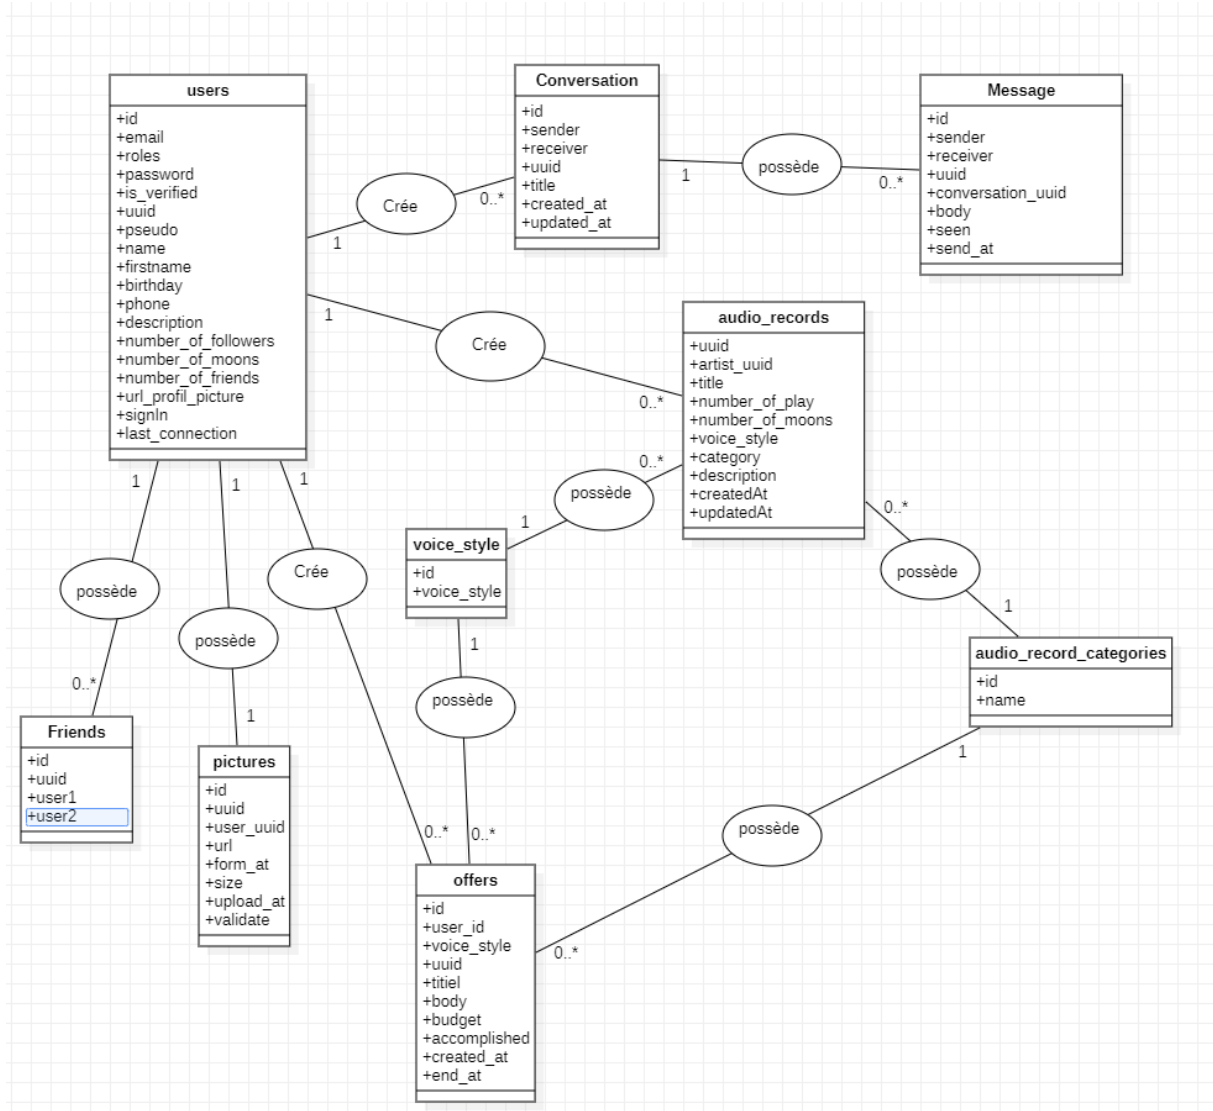 users
+id
+email
+roles
+password
+is_verified
+uuid
+pseudo
+name
+firstname
+birthday
+phone
+description
+number_of_followers
+number_of_moons
+number_of_friends
+url_profil_picture
+signIn
+last_connection
1
Crée
0..*
Conversation
+id
+sender
+receiver
+uuid
+title
+created_at
+updated_at
1
possède
0..*
Message
+id
+sender
+receiver
+uuid
+conversation_uuid
+body
+seen
+send_at
1
Crée
0..*
audio_records
+uuid
+artist_uuid
+title
+number_of_play
+number_of_moons
+voice_style
+category
+description
+createdAt
+updatedAt
0..*
possède
1
voice_style
+id
+voice_style
0..*
possède
1
audio_record_categories
+id
+name
1
possède
0..*
Friends
+id
+uuid
+user1
+user2
1
possède
1
pictures
+id
+uuid
+user_uuid
+url
+form_at
+size
+upload_at
+validate
1
Crée
0..*
1
possède
0..*
1
possède
0..*
offers
+id
+user_id
+voice_style
+uuid
+titiel
+body
+budget
+accomplished
+created_at
+end_at